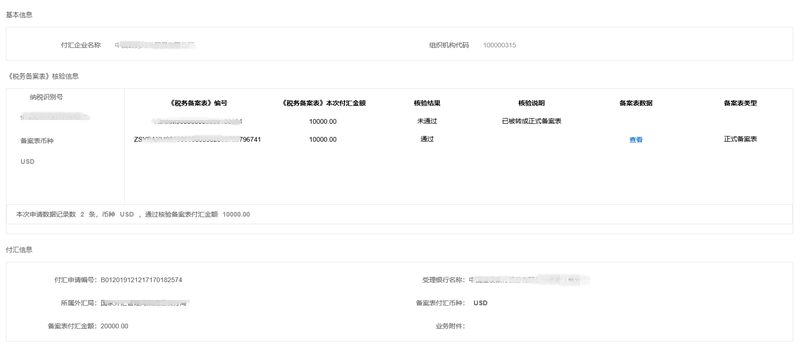 基本信息
付汇企业名称 中 组织机构代码 100000315
《税务备案表》核验信息
纳税识别号
备案表币种
USD
《税务备案表》编号 《税务备案表》本次付汇金额 核验结果 核验说明 备案表数据 备案表类型
10000.00 未通过 已被转成正式备案表
796741 10000.00 通过 查看 正式备案表
本次申请数据记录数 2 条，币种 USD ，通过核验备案表付汇金额 10000.00
付汇信息
付汇申请编号： B012019121217170182574 受理银行名称： 中
所属外汇局： 备案表付汇币种： USD
备案表付汇金额： 20000.00 业务附件：